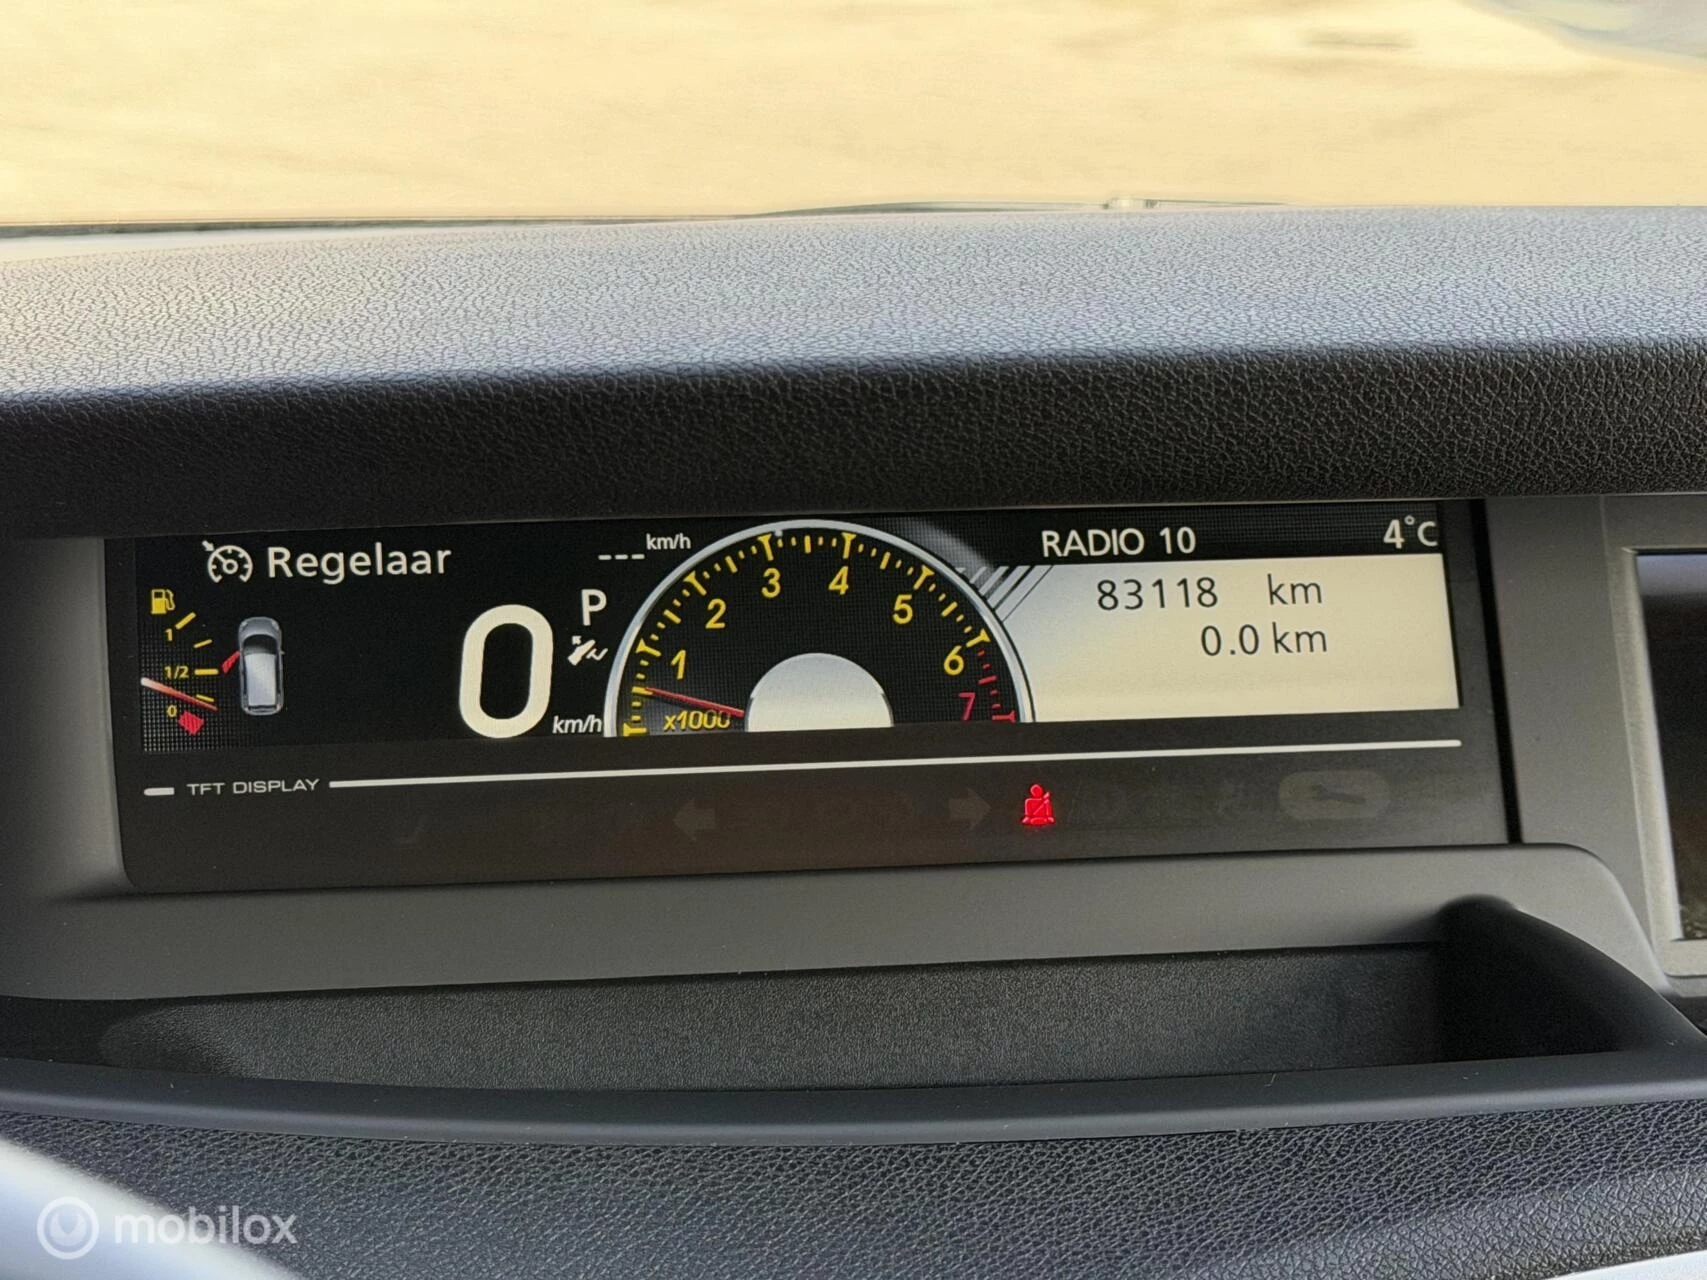 Regelaar
--- km/h
RADIO 10
4°C
83118 km
0.0 km
1
1/2
0
0
km/h
P
1
2
3
4
5
6
7
x1000
TFT DISPLAY
mobilox